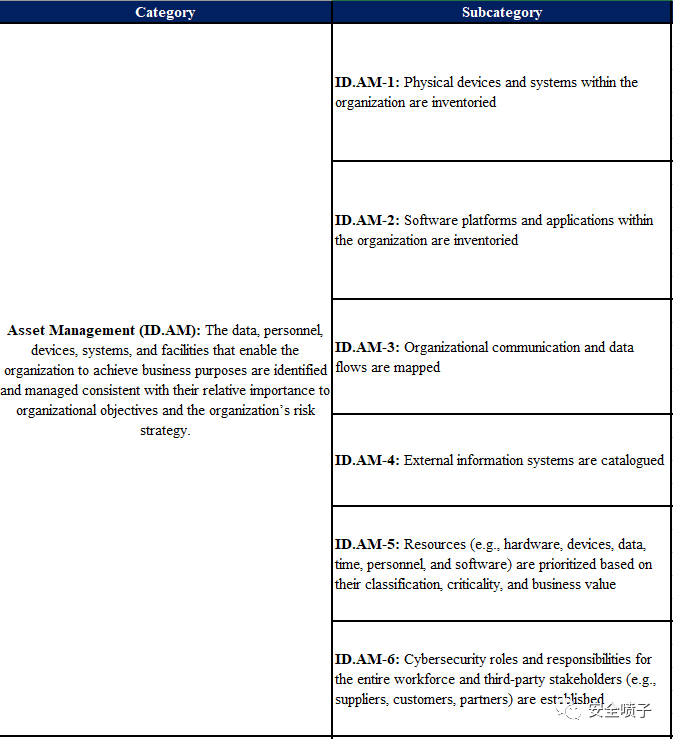 Category
Subcategory
Asset Management (ID.AM): The data, personnel,
devices, systems, and facilities that enable the
organization to achieve business purposes are identified
and managed consistent with their relative importance to
organizational objectives and the organization’s risk
strategy.
ID.AM-1: Physical devices and systems within the
organization are inventoried
ID.AM-2: Software platforms and applications within
the organization are inventoried
ID.AM-3: Organizational communication and data
flows are mapped
ID.AM-4: External information systems are catalogued
ID.AM-5: Resources (e.g., hardware, devices, data,
time, personnel, and software) are prioritized based on
their classification, criticality, and business value
ID.AM-6: Cybersecurity roles and responsibilities for
the entire workforce and third-party stakeholders (e.g.,
suppliers, customers, partners) are established
安全喷子